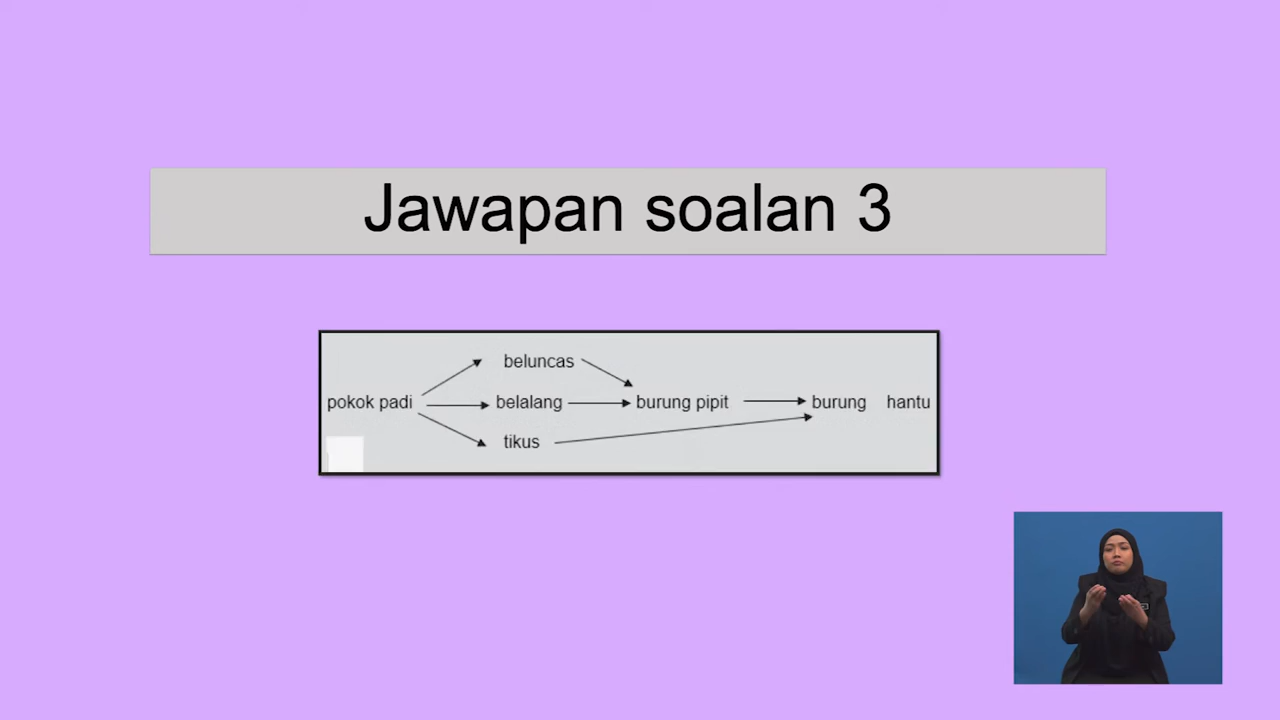 Jawapan soalan 3
beluncas
pokok padi belalang burung pipit burung hantu
tikus